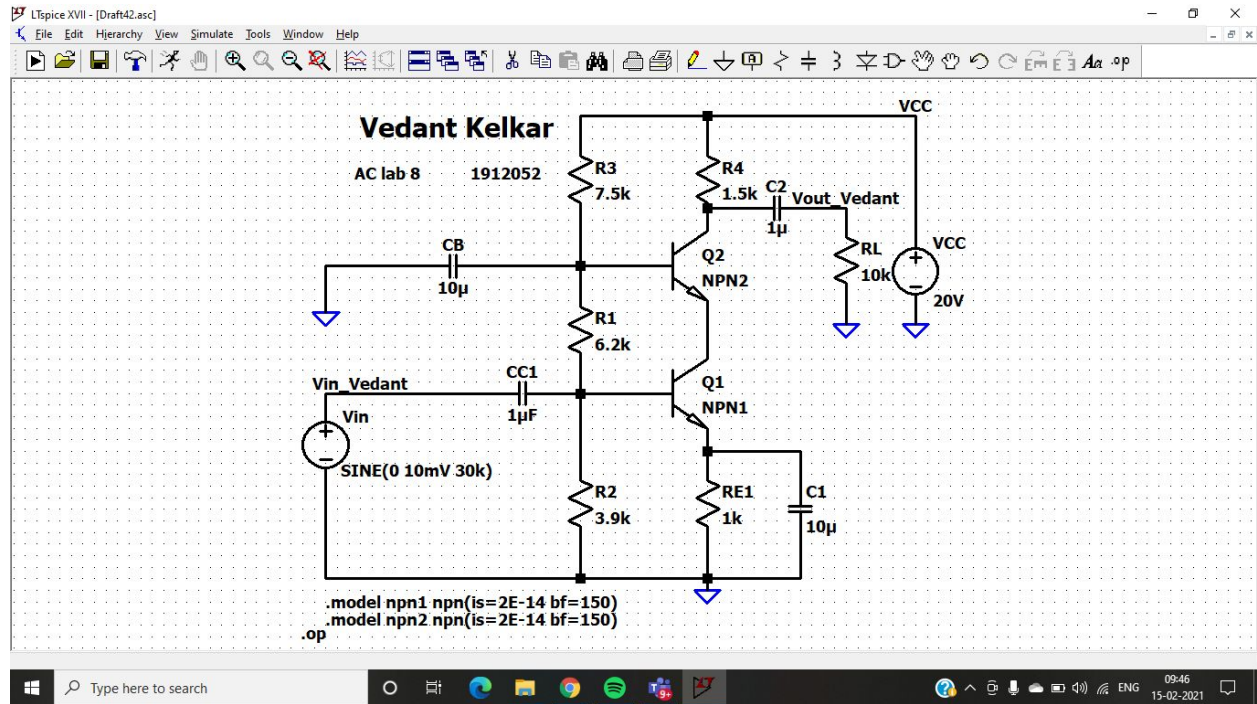 LTspice XVII - [Draft42.asc]
File Edit Hierarchy View Simulate Tools Window Help
Aa .op
VCC
Vedant Kelkar
AC lab 8 1912052
R3
7.5k
R4
1.5k
C2
1µ
Vout_Vedant
CB
10µ
Q2
NPN2
RL
10k
VCC
20V
R1
6.2k
Vin_Vedant
CC1
1µF
Q1
NPN1
Vin
SINE(0 10mV 30k)
R2
3.9k
RE1
1k
C1
10µ
.model npn1 npn(is=2E-14 bf=150)
.model npn2 npn(is=2E-14 bf=150)
.op
Type here to search
9+
ENG
09:46
15-02-2021